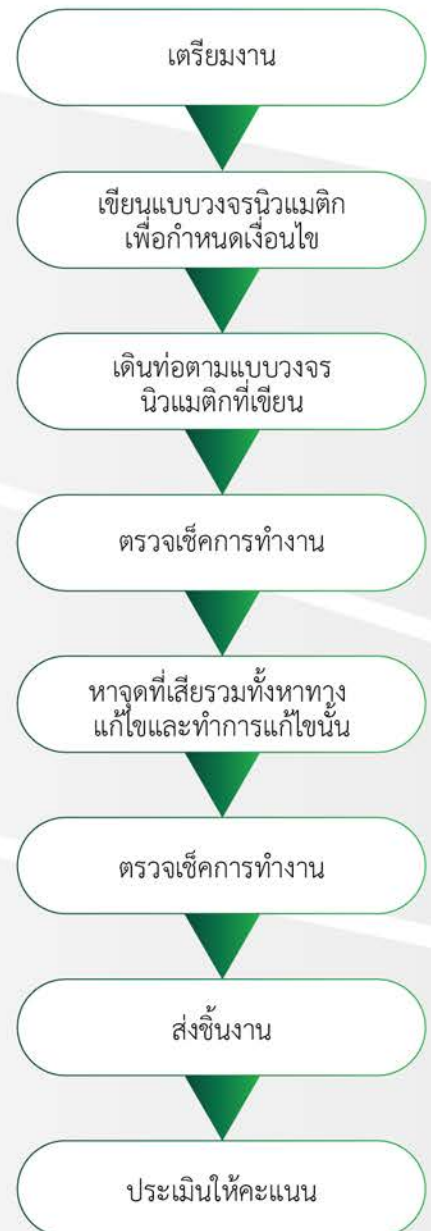 เตรียมงาน
เขียนแบบวงจรนิวแมติก
เพื่อกำหนดเงื่อนไข
เดินท่อตามแบบวงจร
นิวแมติกที่เขียน
ตรวจเช็คการทำงาน
หาจุดที่เสียรวมทั้งหาทาง
แก้ไขและทำการแก้ไขนั้น
ตรวจเช็คการทำงาน
ส่งชิ้นงาน
ประเมินให้คะแนน